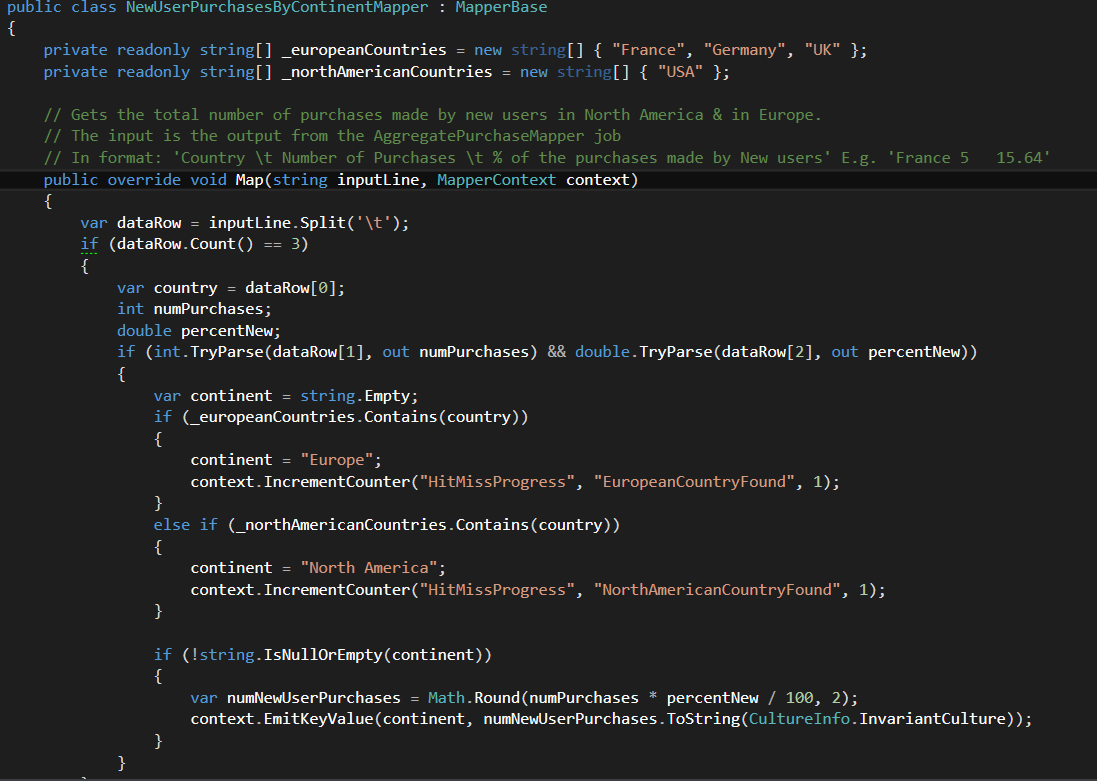 public class NewUserPurchasesByContinentMapper : MapperBase
{
    private readonly string[] _europeanCountries = new string[] { "France", "Germany", "UK" };
    private readonly string[] _northAmericanCountries = new string[] { "USA" };

    // Gets the total number of purchases made by new users in North America & in Europe.
    // The input is the output from the AggregatePurchaseMapper job
    // In format: 'Country \t Number of Purchases \t % of the purchases made by New users' E.g. 'France 5   15.64'
    public override void Map(string inputLine, MapperContext context)
    {
        var dataRow = inputLine.Split('\t');
        if (dataRow.Count() == 3)
        {
            var country = dataRow[0];
            int numPurchases;
            double percentNew;
            if (int.TryParse(dataRow[1], out numPurchases) && double.TryParse(dataRow[2], out percentNew))
            {
                var continent = string.Empty;
                if (_europeanCountries.Contains(country))
                {
                    continent = "Europe";
                    context.IncrementCounter("HitMissProgress", "EuropeanCountryFound", 1);
                }
                else if (_northAmericanCountries.Contains(country))
                {
                    continent = "North America";
                    context.IncrementCounter("HitMissProgress", "NorthAmericanCountryFound", 1);
                }

                if (!string.IsNullOrEmpty(continent))
                {
                    var numNewUserPurchases = Math.Round(numPurchases * percentNew / 100, 2);
                    context.EmitKeyValue(continent, numNewUserPurchases.ToString(CultureInfo.InvariantCulture));
                }
            }